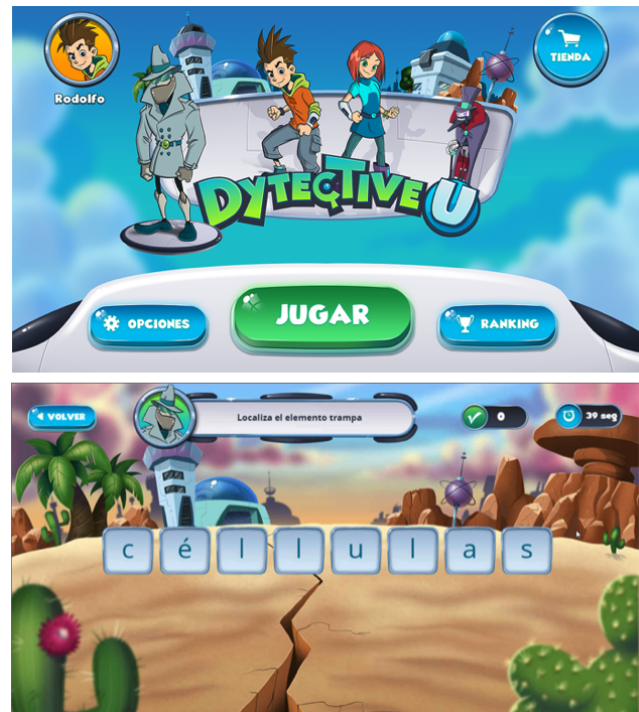 Rodolfo
TIENDA
DYTECTIVE U
JUGAR
OPCIONES
RANKING
VOLVER
Localiza el elemento trampa
0
39 seg
c é l l u l a s